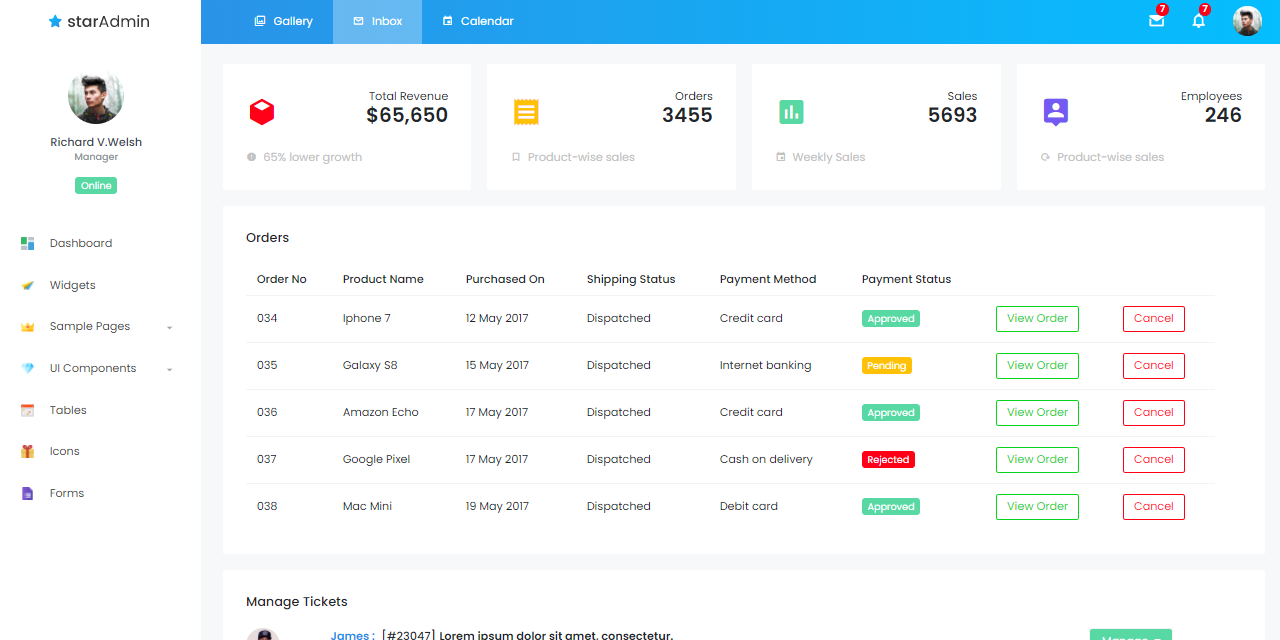 starAdmin
Gallery Inbox Calendar 7 7
Richard V.Welsh
Manager
Online
Dashboard
Widgets
Sample Pages
UI Components
Tables
Icons
Forms
Total Revenue
$65,650
65% lower growth
Orders
3455
Product-wise sales
Sales
5693
Weekly Sales
Employees
246
Product-wise sales
Orders
Order No Product Name Purchased On Shipping Status Payment Method Payment Status
034 Iphone 7 12 May 2017 Dispatched Credit card Approved View Order Cancel
035 Galaxy S8 15 May 2017 Dispatched Internet banking Pending View Order Cancel
036 Amazon Echo 17 May 2017 Dispatched Credit card Approved View Order Cancel
037 Google Pixel 17 May 2017 Dispatched Cash on delivery Rejected View Order Cancel
038 Mac Mini 19 May 2017 Dispatched Debit card Approved View Order Cancel
Manage Tickets
James : [#23047] Lorem ipsum dolor sit amet, consectetur. Manage